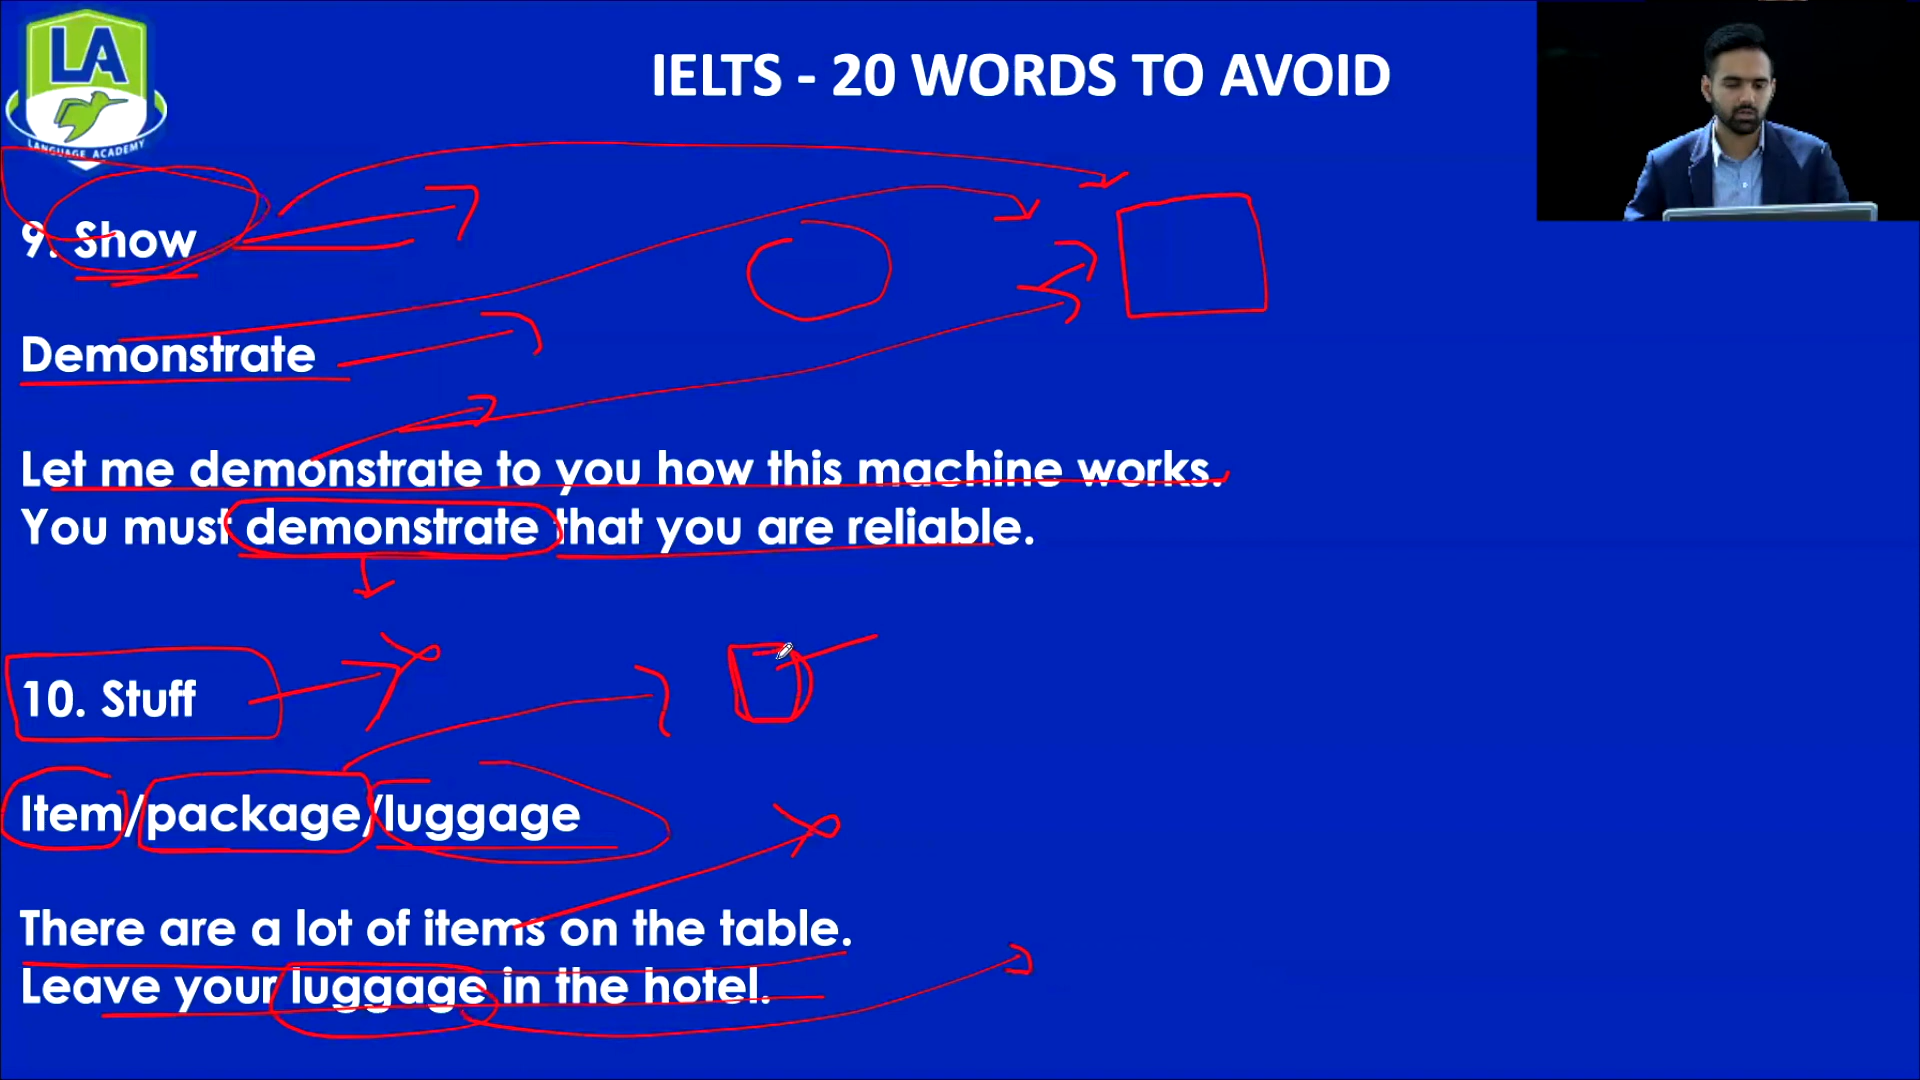 LA
LANGUAGE ACADEMY
IELTS - 20 WORDS TO AVOID
9. Show
Demonstrate
Let me demonstrate to you how this machine works.
You must demonstrate that you are reliable.
10. Stuff
Item/package/luggage
There are a lot of items on the table.
Leave your luggage in the hotel.